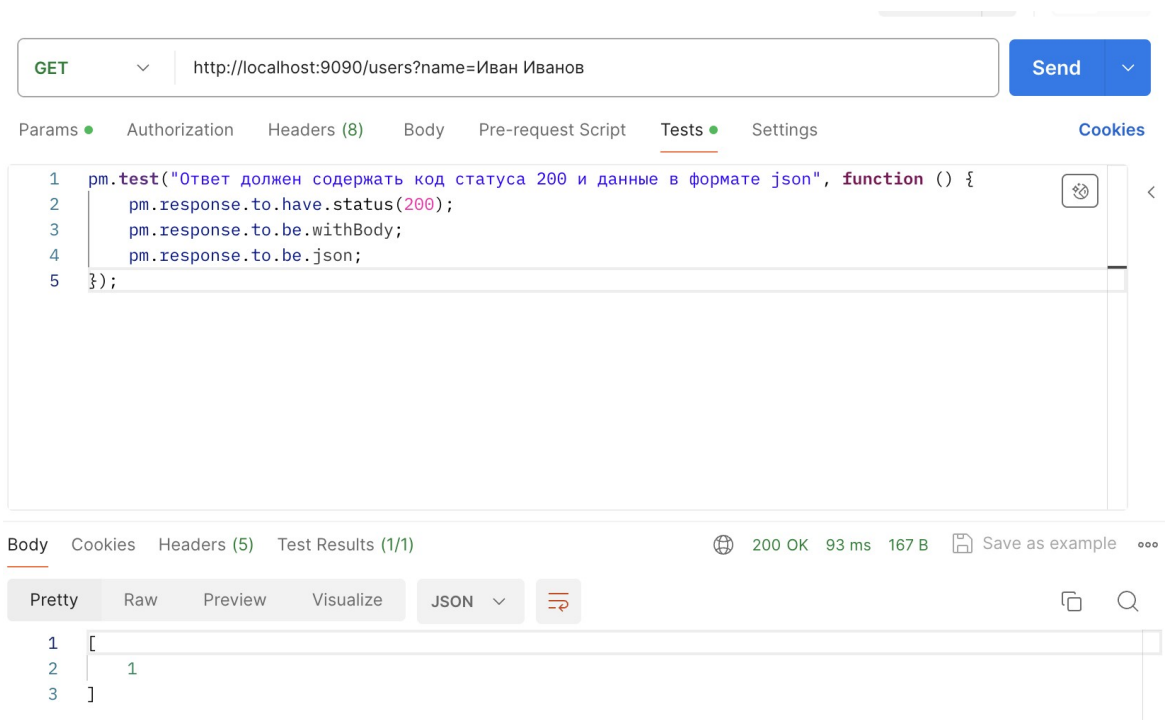 GET http://localhost:9090/users?name=Иван Иванов Send
Params Authorization Headers (8) Body Pre-request Script Tests Settings Cookies
1 pm.test("Ответ должен содержать код статуса 200 и данные в формате json", function () {
2 pm.response.to.have.status(200);
3 pm.response.to.be.withBody;
4 pm.response.to.be.json;
5 });
Body Cookies Headers (5) Test Results (1/1) 200 OK 93 ms 167 B Save as example
Pretty Raw Preview Visualize JSON
1 [
2 1
3 ]